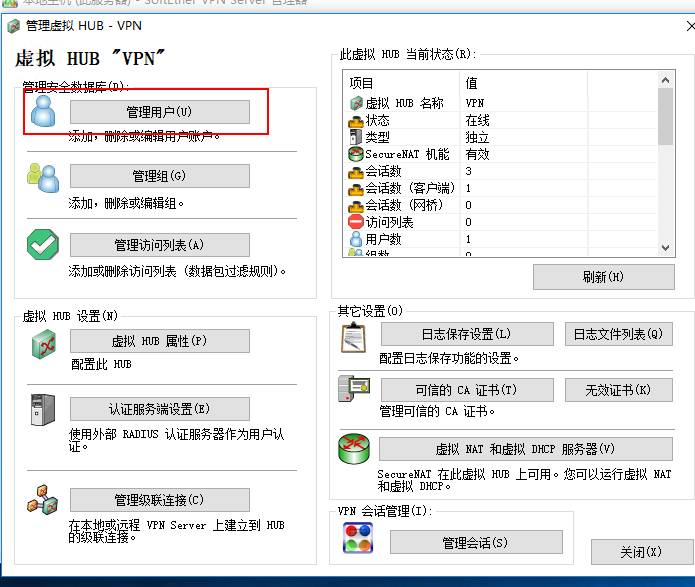 管理虚拟 HUB - VPN
虚拟 HUB "VPN"
管理安全数据库(D):
管理用户(U)
添加，删除或编辑用户账户。
管理组(G)
添加，删除或编辑组。
管理访问列表(A)
添加或删除访问列表 (数据包过滤规则)。
虚拟 HUB 设置(N)
虚拟 HUB 属性(P)
配置此 HUB
认证服务端设置(E)
使用外部 RADIUS 认证服务器作为用户认
证。
管理级联连接(C)
在本地或远程 VPN Server 上建立到 HUB
的级联连接。
此虚拟 HUB 当前状态(R):
项目 值
虚拟 HUB 名称 VPN
状态 在线
类型 独立
SecureNAT 机能 有效
会话数 3
会话数 (客户端) 1
会话数 (网桥) 0
访问列表 0
用户数 1
组数 0
刷新(H)
其它设置(O)
日志保存设置(L) 日志文件列表(Q)
配置日志保存功能的设置。
可信的 CA 证书(T) 无效证书(K)
管理可信的 CA 证书。
虚拟 NAT 和虚拟 DHCP 服务器(V)
SecureNAT 在此虚拟 HUB 上可用。您可以运行虚拟 NAT
和虚拟 DHCP。
VPN 会话管理(I):
管理会话(S)
关闭(X)